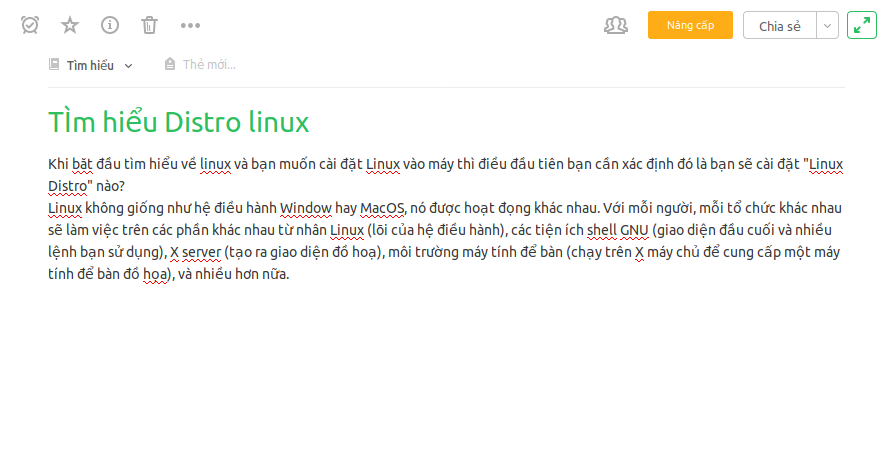 Nâng cấp
Chia sẻ
Tìm hiểu
Thẻ mới...
TÌm hiểu Distro linux
Khi bắt đầu tìm hiểu về linux và bạn muốn cài đặt Linux vào máy thì điều đầu tiên bạn cần xác định đó là bạn sẽ cài đặt "Linux
Distro" nào?
Linux không giống như hệ điều hành Window hay MacOS, nó được hoạt đọng khác nhau. Với mỗi người, mỗi tổ chức khác nhau
sẽ làm việc trên các phần khác nhau từ nhân Linux (lõi của hệ điều hành), các tiện ích shell GNU (giao diện đầu cuối và nhiều
lệnh bạn sử dụng), X server (tạo ra giao diện đồ hoạ), môi trường máy tính để bàn (chạy trên X máy chủ để cung cấp một máy
tính để bàn đồ họa), và nhiều hơn nữa.